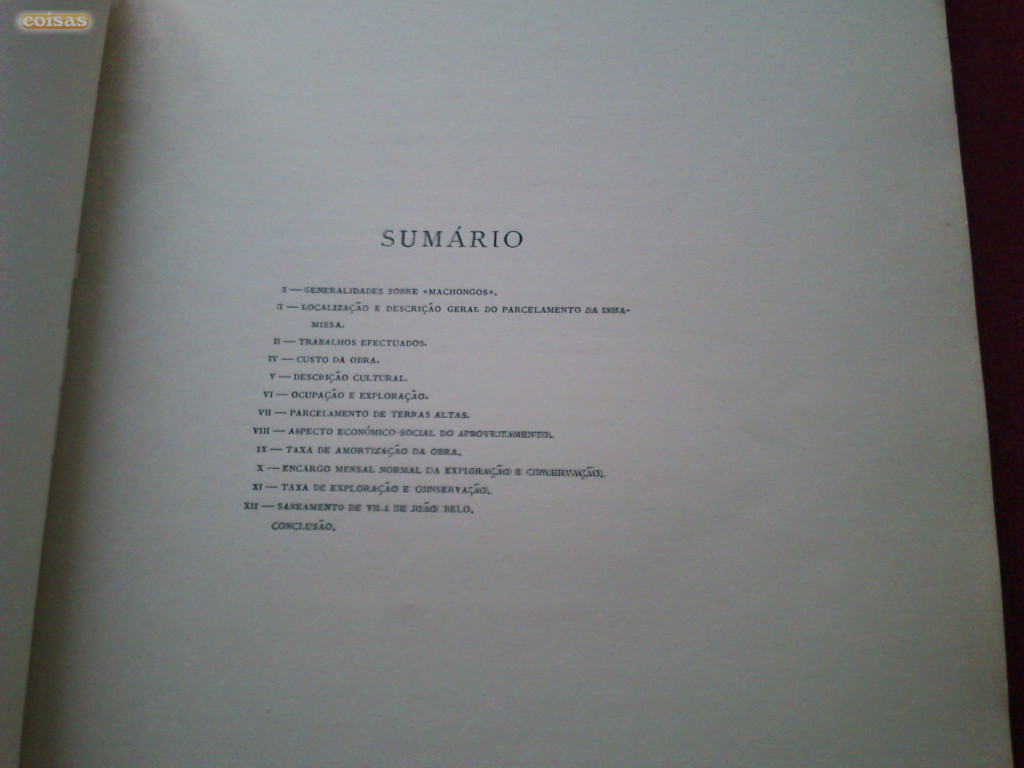 coisas
SUMÁRIO
I — GENERALIDADES SOBRE «MACHONGOS».
II — LOCALIZAÇÃO E DESCRIÇÃO GERAL DO PARCELAMENTO DA INHA-
MISSA.
III — TRABALHOS EFECTUADOS.
IV — CUSTO DA OBRA.
V — DESCRIÇÃO CULTURAL.
VI — OCUPAÇÃO E EXPLORAÇÃO.
VII — PARCELAMENTO DE TERRAS ALTAS.
VIII — ASPECTO ECONÓMICO-SOCIAL DO APROVEITAMENTO.
IX — TAXA DE AMORTIZAÇÃO DA OBRA.
X — ENCARGO MENSAL NORMAL DA EXPLORAÇÃO E CONSERVAÇÃO.
XI — TAXA DE EXPLORAÇÃO E CONSERVAÇÃO.
XII — SANEAMENTO DE VILA DE JOÃO BELO.
CONCLUSÃO.